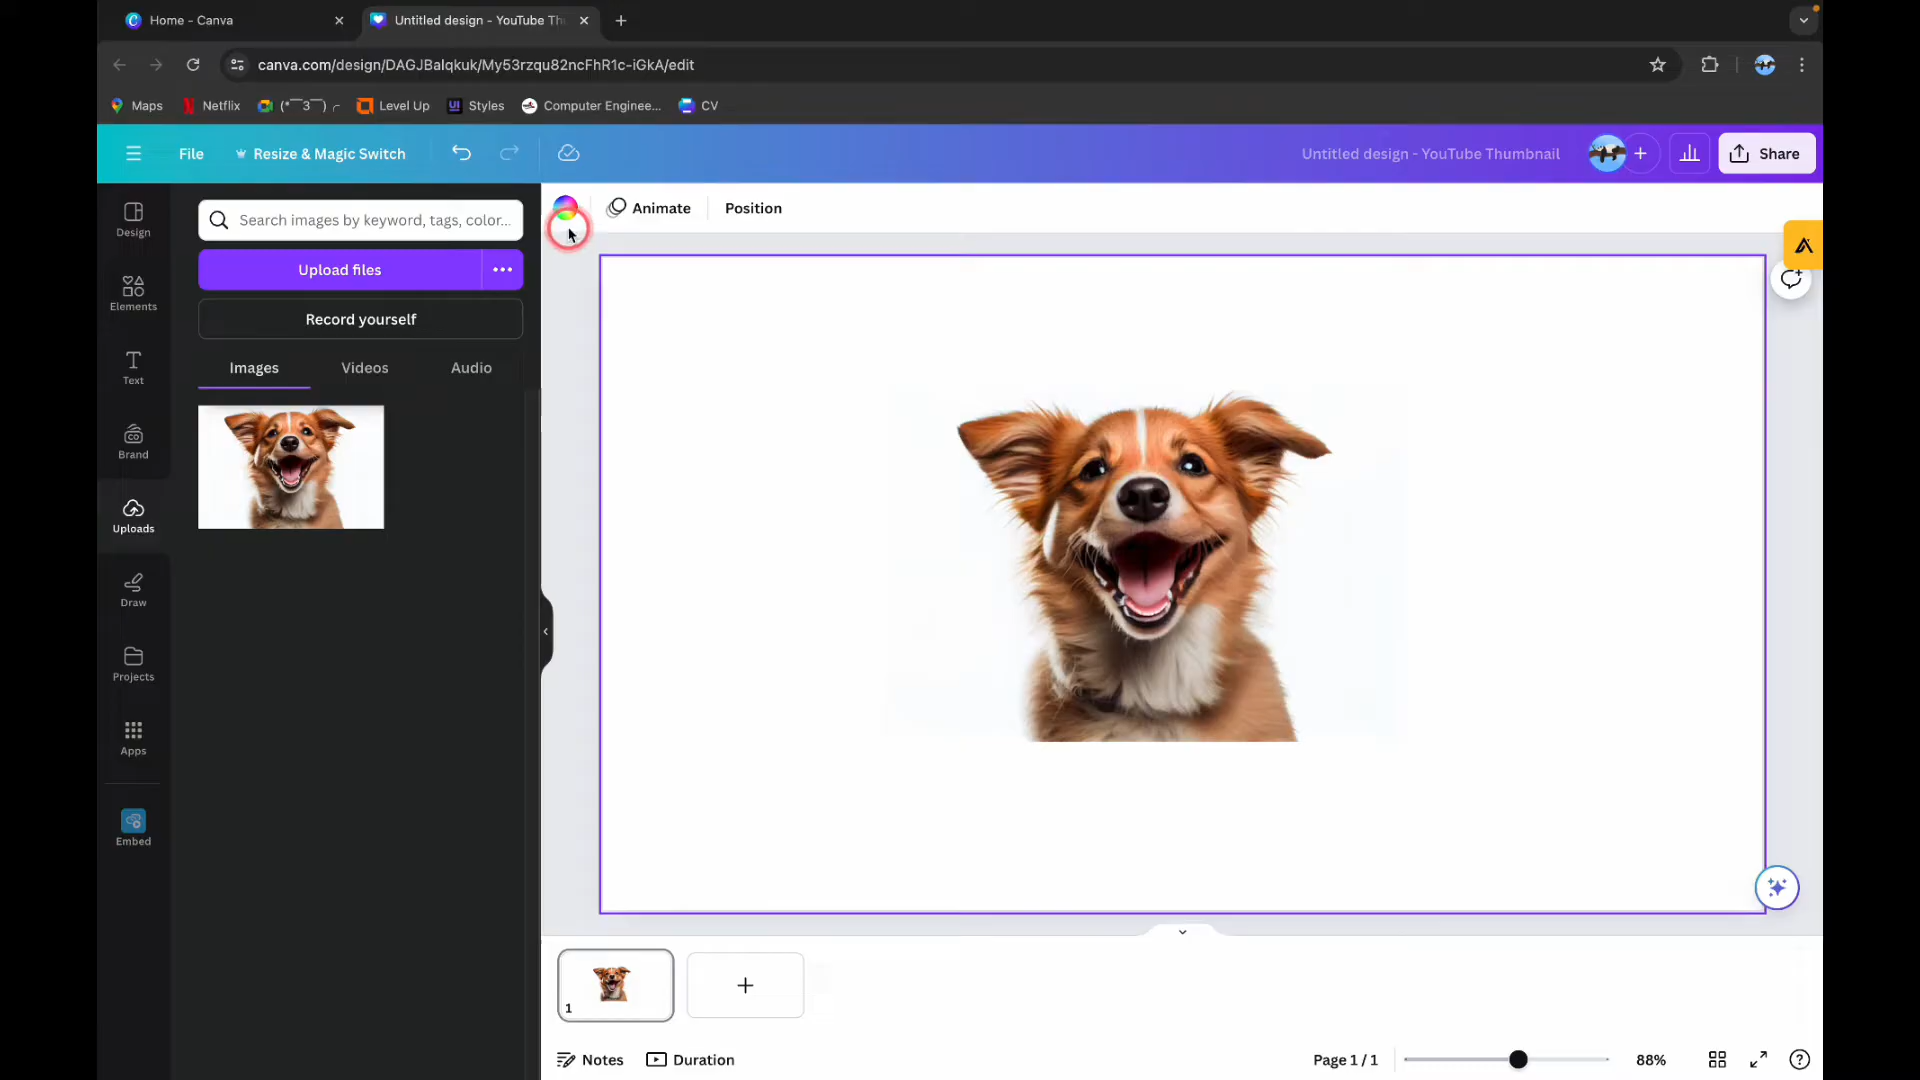 Home - Canva
Untitled design - YouTube Th
canva.com/design/DAGJBalqkuk/My53rzqu82ncFhR1c-iGkA/edit
Maps
Netflix
Level Up
UI
Styles
Computer Enginee...
CV
File
Resize & Magic Switch
Untitled design - YouTube Thumbnail
Share
Design
Elements
Text
Brand
Uploads
Draw
Projects
Apps
Embed
Search images by keyword, tags, color...
Upload files
Record yourself
Images
Videos
Audio
Animate
Position
1
Notes
Duration
Page 1 / 1
88%